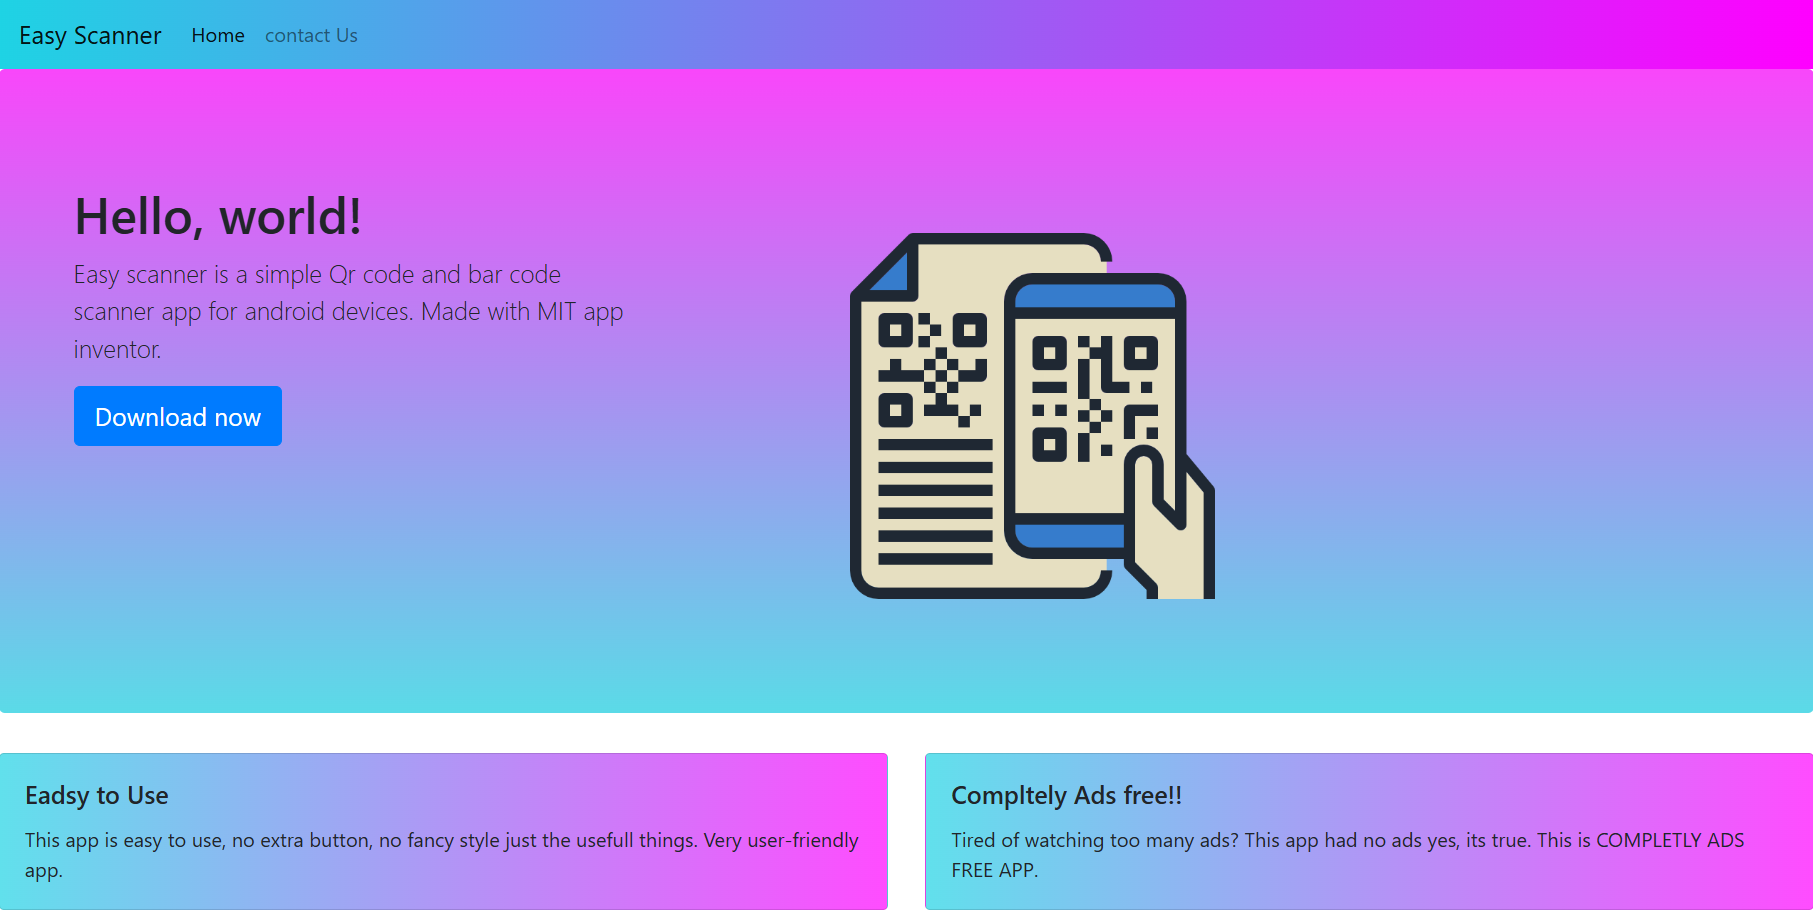 Easy Scanner Home contact Us
Hello, world!
Easy scanner is a simple Qr code and bar code
scanner app for android devices. Made with MIT app
inventor.
Download now
Eadsy to Use
This app is easy to use, no extra button, no fancy style just the usefull things. Very user-friendly
app.
Compltely Ads free!!
Tired of watching too many ads? This app had no ads yes, its true. This is COMPLETLY ADS
FREE APP.